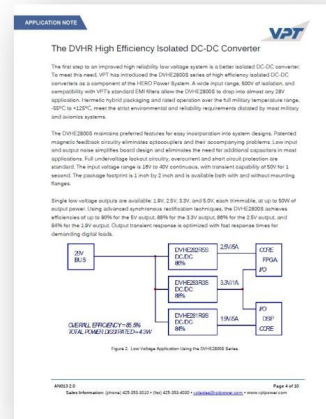 APPLICATION NOTE
VPT
The DVHR High Efficiency Isolated DC-DC Converter
The first step to an improved high reliability low voltage system is a better isolated DC-DC converter.
To meet this need, VPT has introduced the DVHE2800S series of high efficiency isolated DC-DC
converters as a component of the HERO Power System. A wide input range, 500V of isolation, and
compatibility with VPT's standard EMI filters allow the DVHE2800S to drop into almost any 28V
application. Hermetic hybrid packaging and rated operation over the full military temperature range,
-55°C to +125°C, meet the strict environmental and reliability requirements dictated by most military
and avionics systems.
The DVHE2800S maintains preferred features for easy incorporation into system designs. Patented
magnetic feedback circuitry eliminates optocouplers and their accompanying problems. Low input
and output noise simplifies board design and eliminates the need for additional capacitors in most
applications. Full undervoltage lockout circuitry, overcurrent and short circuit protection are
standard. The input voltage range is 16V to 40V continuous, with transient capability of 50V for 1
second. The package footprint is 1 inch by 2 inch and is available both with and without mounting
flanges.
Single low voltage outputs are available: 1.9V, 2.5V, 3.3V, and 5.0V, each trimmable, at up to 50W of
output power. Using advanced synchronous rectification techniques, the DVHE2800S achieves
efficiencies of up to 90% for the 5V output, 88% for the 3.3V output, 86% for the 2.5V output, and
84% for the 1.9V output. Output transient response is optimized with fast response times for
demanding digital loads.
28V
BUS
DVHE282R5S
DC/DC
86%
2.5V/5A
CORE
FPGA
I/O
DVHE283R3S
DC/DC
88%
3.3V/1A
DVHE281R9S
DC/DC
84%
1.9V/5A
I/O
DSP
CORE
OVERALL EFFICIENCY = 85.5%
Figure 2. Low Voltage Application Using the DVHE2800S Series.
AN013 2.0
Page 4 of 10